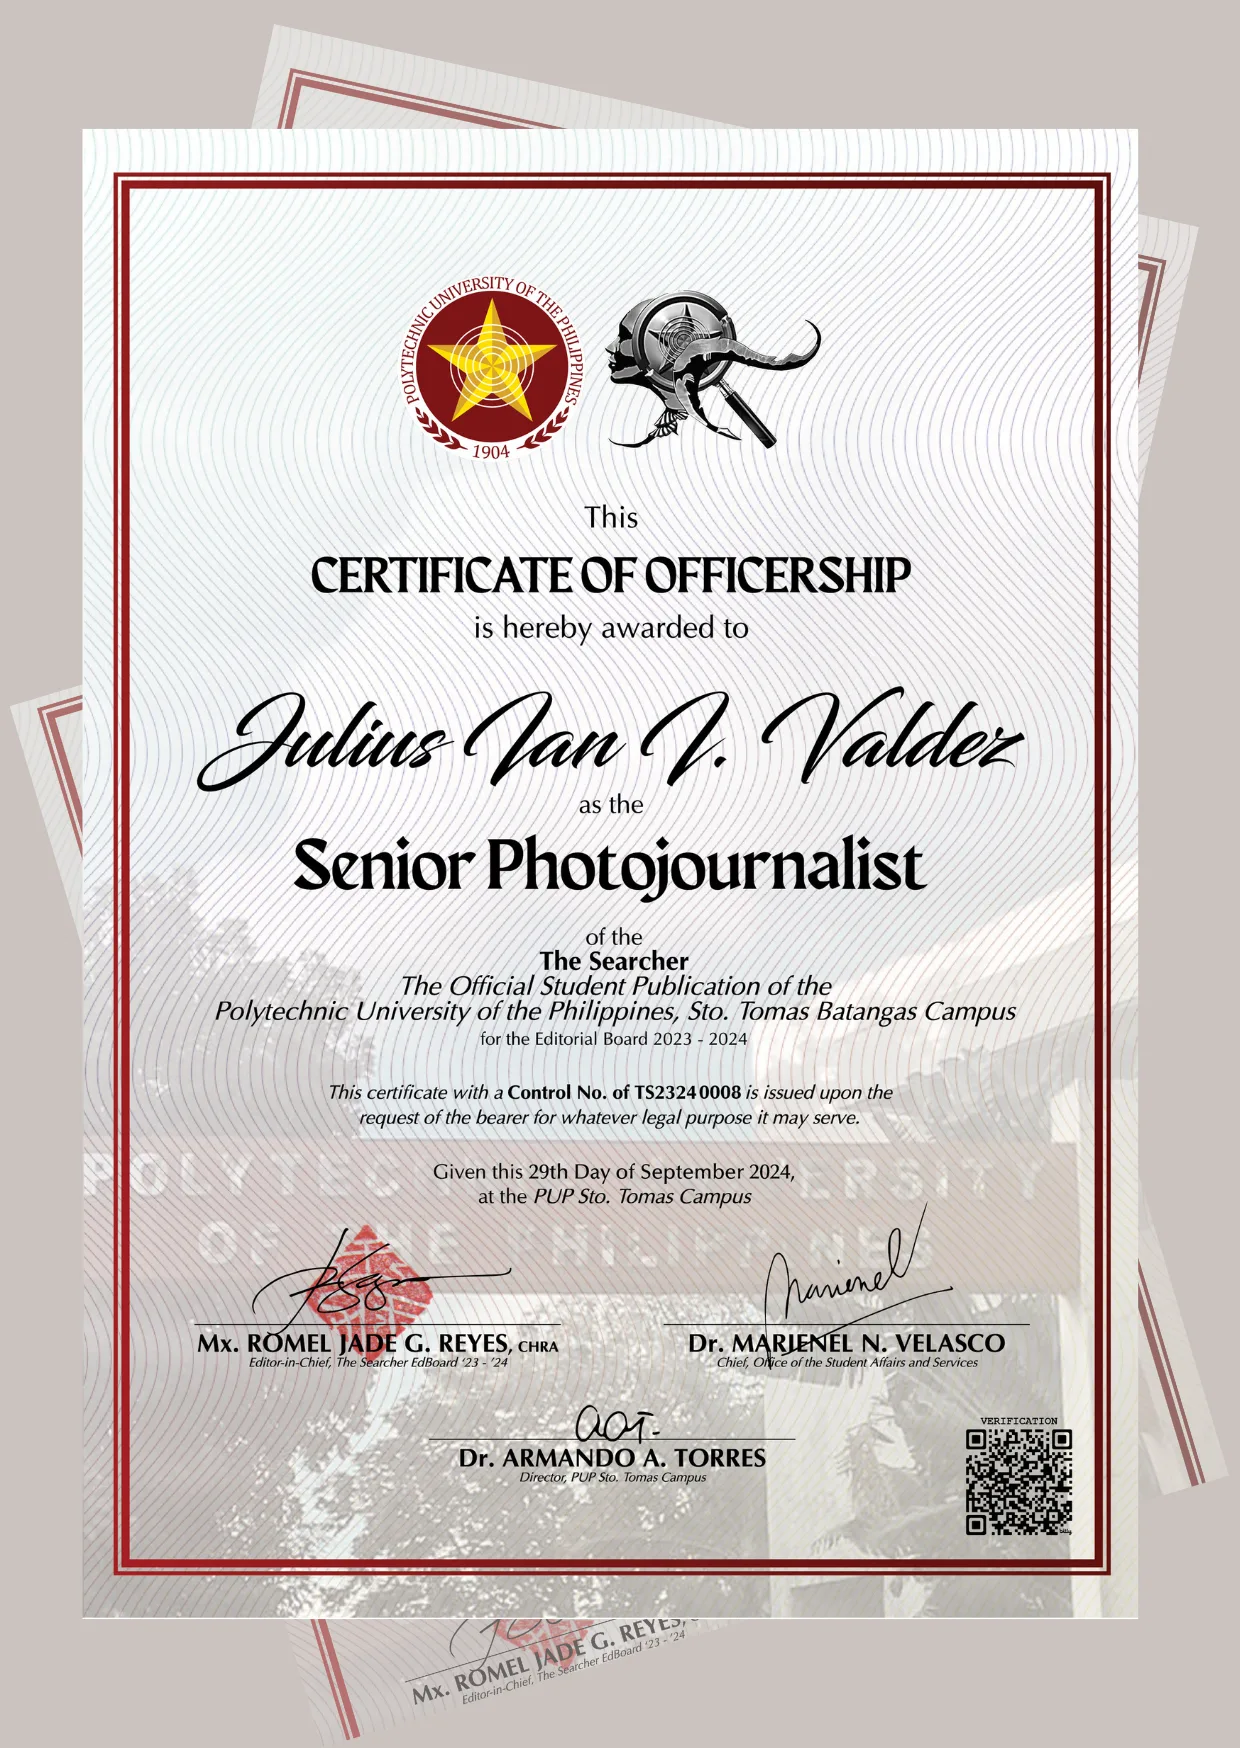 POLYTECHNIC UNIVERSITY OF THE PHILIPPINES
1904
This
CERTIFICATE OF OFFICERSHIP
is hereby awarded to
Julius Ian I. Valdez
as the
Senior Photojournalist
of the
The Searcher
The Official Student Publication of the
Polytechnic University of the Philippines, Sto. Tomas Batangas Campus
for the Editorial Board 2023 - 2024
This certificate with a Control No. of TS23240008 is issued upon the
request of the bearer for whatever legal purpose it may serve.
POLYTECHNIC UNIVERSITY
OF THE PHILIPPINES
Given this 29th Day of September 2024,
at the PUP Sto. Tomas Campus
Marienel
Mx. ROMEL JADE G. REYES, CHRA
Editor-in-Chief, The Searcher EdBoard ‘23 - ’24
Dr. MARIENEL N. VELASCO
Chief, Office of the Student Affairs and Services
Dr. ARMANDO A. TORRES
Director, PUP Sto. Tomas Campus
VERIFICATION
Mx. ROMEL JADE G. REYES,
Editor-in-Chief, The Searcher EdBoard ‘23 - ’24